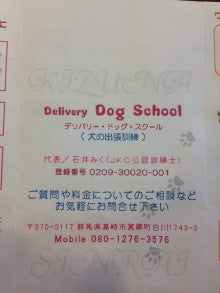 KIZUNA
Delivery Dog School
デリバリー・ドッグ・スクール
（犬の出張訓練）
代表／石井みく（JKC公認訓練士）
登録番号 0209-30020-001
ご質問や料金についてのご相談など
お気軽にお問合せ下さい
〒370-3117 群馬県高崎市箕郷町白川1743-3
Mobile 080-1276-3576